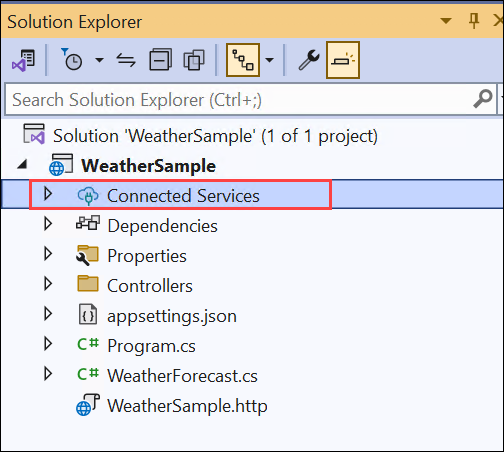 Solution Explorer
Search Solution Explorer (Ctrl+;)
Solution 'WeatherSample' (1 of 1 project)
WeatherSample
Connected Services
Dependencies
Properties
Controllers
appsettings.json
C# Program.cs
C# WeatherForecast.cs
WeatherSample.http